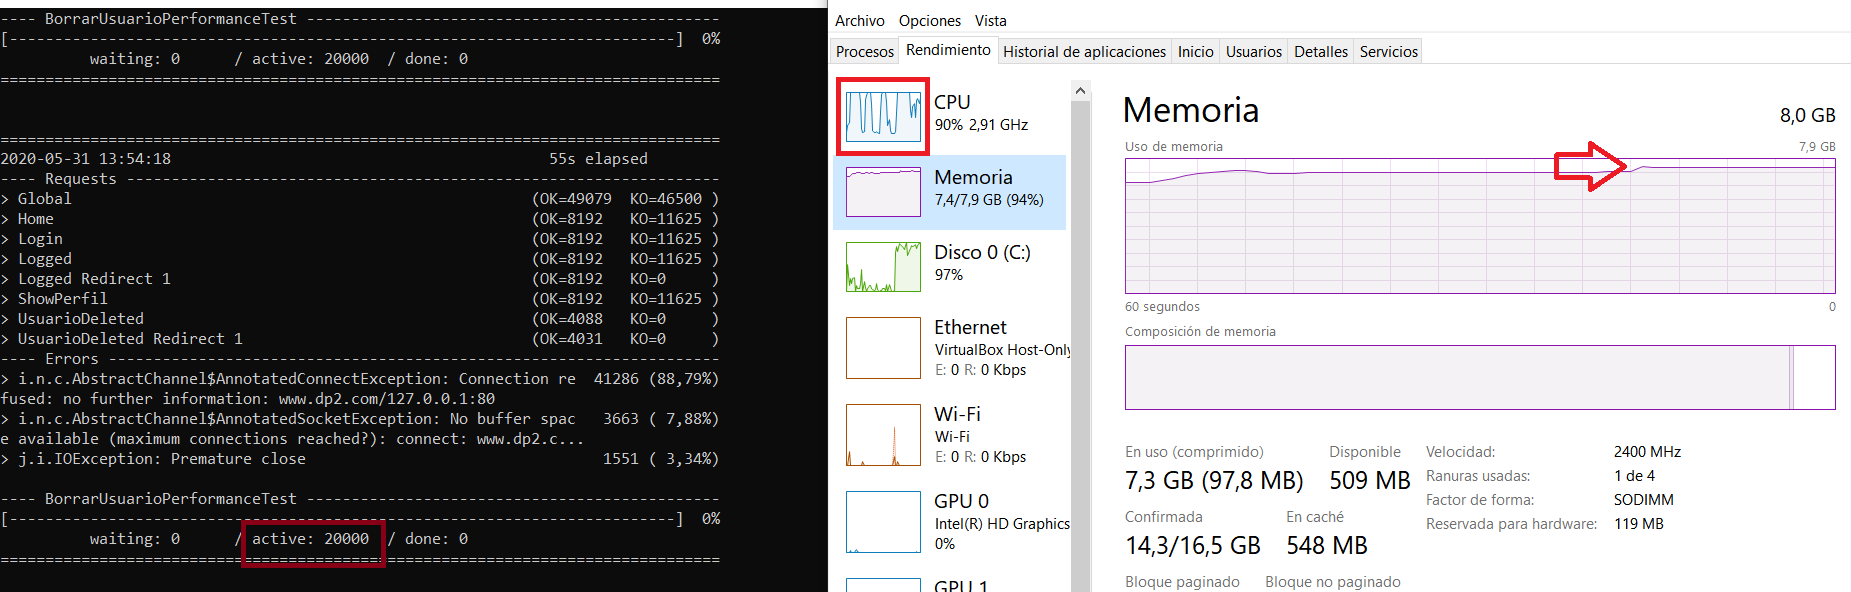 ---- BorrarUsuarioPerformanceTest ----------------------------------------------
[--------------------------------------------------------------------------]  0%
          waiting: 0      / active: 20000  / done: 0
================================================================================
================================================================================
2020-05-31 13:54:18                                          55s elapsed
---- Requests ------------------------------------------------------------------
> Global                                                   (OK=49079  KO=46500 )
> Home                                                     (OK=8192   KO=11625 )
> Login                                                    (OK=8192   KO=11625 )
> Logged                                                   (OK=8192   KO=11625 )
> Logged Redirect 1                                        (OK=8192   KO=0     )
> ShowPerfil                                               (OK=8192   KO=11625 )
> UsuarioDeleted                                           (OK=4088   KO=0     )
> UsuarioDeleted Redirect 1                                (OK=4031   KO=0     )
---- Errors --------------------------------------------------------------------
> i.n.c.AbstractChannel$AnnotatedConnectException: Connection re  41286 (88,79%)
fused: no further information: www.dp2.com/127.0.0.1:80
> i.n.c.AbstractChannel$AnnotatedSocketException: No buffer spac   3663 ( 7,88%)
e available (maximum connections reached?): connect: www.dp2.c...
> j.i.IOException: Premature close                                 1551 ( 3,34%)
---- BorrarUsuarioPerformanceTest ----------------------------------------------
[--------------------------------------------------------------------------]  0%
          waiting: 0      / active: 20000  / done: 0
================================================================================
Archivo Opciones Vista
Procesos Rendimiento Historial de aplicaciones Inicio Usuarios Detalles Servicios
CPU
90% 2,91 GHz
Memoria
7,4/7,9 GB (94%)
Disco 0 (C:)
97%
Ethernet
VirtualBox Host-Only
E: 0 R: 0 Kbps
Wi-Fi
Wi-Fi
E: 0 R: 0 Kbps
GPU 0
Intel(R) HD Graphics
0%
GPU 1
Memoria 8,0 GB
Uso de memoria 7,9 GB
60 segundos 0
Composición de memoria
En uso (comprimido) Disponible
7,3 GB (97,8 MB) 509 MB
Confirmada En caché
14,3/16,5 GB 548 MB
Bloque paginado Bloque no paginado
Velocidad: 2400 MHz
Ranuras usadas: 1 de 4
Factor de forma: SODIMM
Reservada para hardware: 119 MB